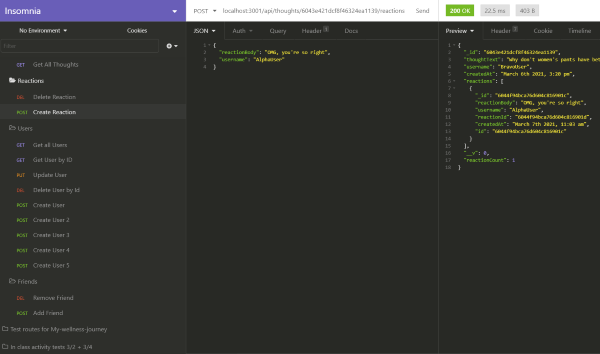 Insomnia
POST localhost:3001/api/thoughts/6043e421dcf8f46324ea1139/reactions Send
200 OK 22.5 ms 403 B
No Environment Cookies
JSON Auth Query Header 1 Docs
Preview Header Cookie Timeline
Filter
GET Get All Thoughts
Reactions
DEL Delete Reaction
POST Create Reaction
Users
GET Get all Users
GET Get User by ID
PUT Update User
DEL Delete User by Id
POST Create User
POST Create User 2
POST Create User 3
POST Create User 4
POST Create User 5
Friends
DEL Remove Friend
POST Add Friend
Test routes for My-wellness-journey
In class activity tests 3/2 + 3/4
1 {
2 "reactionBody": "OMG, you're so right",
3 "username": "AlphaUser"
4 }
1 {
2 "_id": "6043e421dcf8f46324ea1139",
3 "thoughtText": "Why don't women's pants have bet
4 "username": "BravoUser",
5 "createdAt": "March 6th 2021, 3:20 pm",
6 "reactions": [
7 {
8 "_id": "6044f94bca76d604c816901c",
9 "reactionBody": "OMG, you're so right",
10 "username": "AlphaUser",
11 "reactionId": "6044f94bca76d604c816901d",
12 "createdAt": "March 7th 2021, 11:03 am",
13 "id": "6044f94bca76d604c816901c"
14 }
15 ],
16 "__v": 0,
17 "reactionCount": 1
18 }